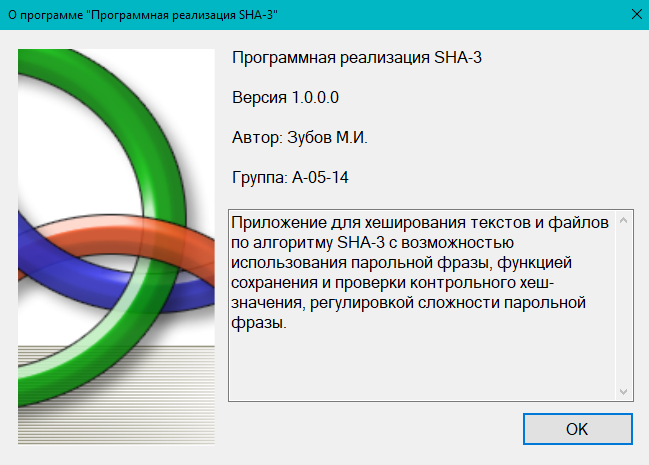 О программе "Программная реализация SHA-3"
Программная реализация SHA-3
Версия 1.0.0.0
Автор: Зубов М.И.
Группа: А-05-14
Приложение для хеширования текстов и файлов
по алгоритму SHA-3 с возможностью
использования парольной фразы, функцией
сохранения и проверки контрольного хеш-
значения, регулировкой сложности парольной
фразы.
OK